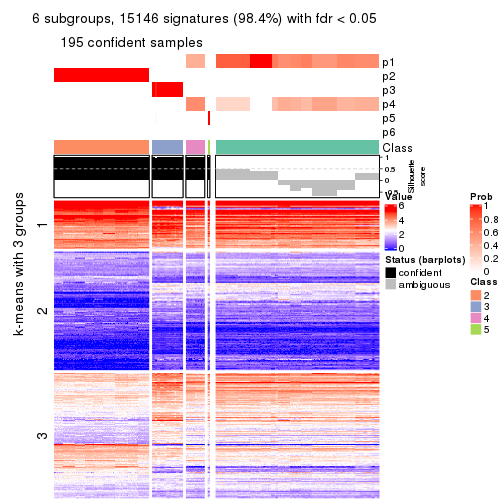 6 subgroups, 15146 signatures (98.4%) with fdr < 0.05
195 confident samples
p1
p2
p3
p4
p5
p6
Class
1
0.5
0
-0.5
Silhouette
score
k-means with 3 groups
1
2
3
Value
6
4
2
0
Status (barplots)
confident
ambiguous
Prob
1
0.8
0.6
0.4
0.2
0
Class
2
3
4
5